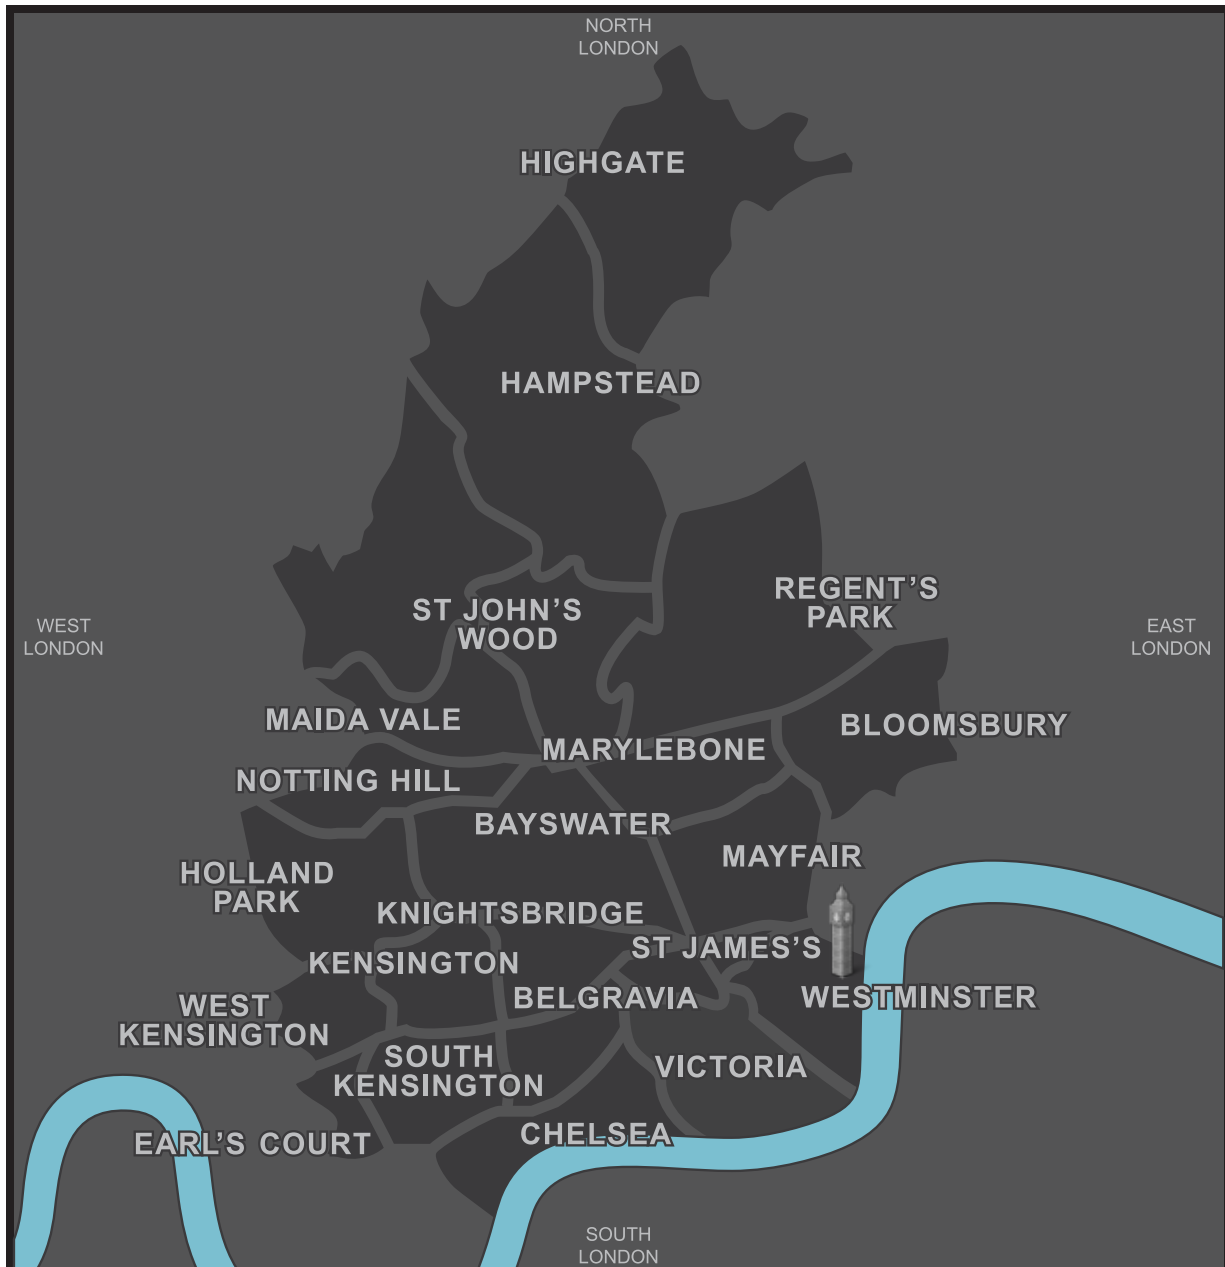 NORTH
LONDON
HIGHGATE
HAMPSTEAD
REGENT'S
PARK
ST JOHN'S
WOOD
WEST
LONDON
EAST
LONDON
MAIDA VALE
BLOOMSBURY
MARYLEBONE
NOTTING HILL
BAYSWATER
MAYFAIR
HOLLAND
PARK
KNIGHTSBRIDGE
ST JAMES'S
KENSINGTON
BELGRAVIA
WESTMINSTER
WEST
KENSINGTON
SOUTH
KENSINGTON
VICTORIA
CHELSEA
EARL'S COURT
SOUTH
LONDON